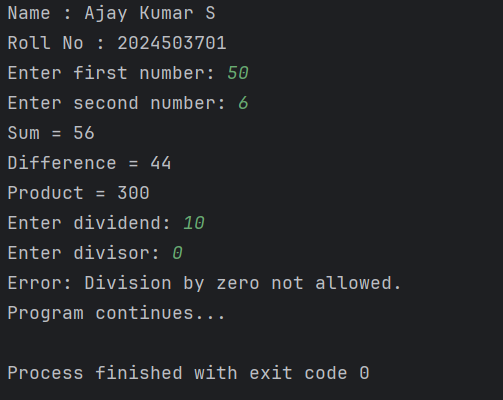 Name : Ajay Kumar S
Roll No : 2024503701
Enter first number: 50
Enter second number: 6
Sum = 56
Difference = 44
Product = 300
Enter dividend: 10
Enter divisor: 0
Error: Division by zero not allowed.
Program continues...
Process finished with exit code 0